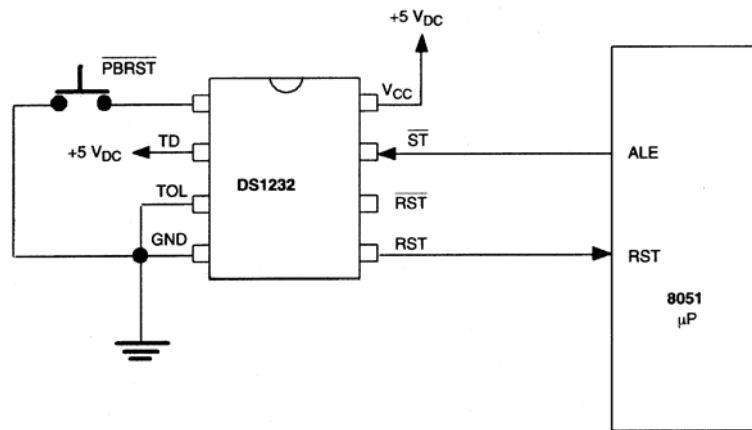 +5 V_DC
PBRST
V_CC
TD
+5 V_DC
ST
ALE
DS1232
TOL
RST
GND
RST
RST
8051
μP